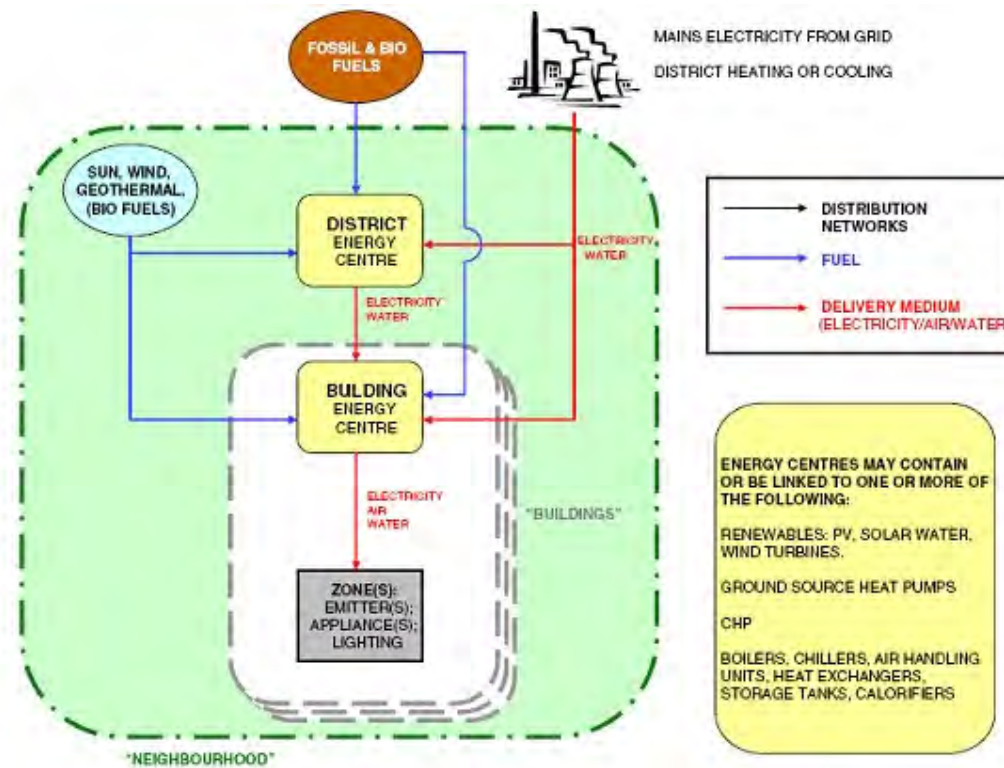 FOSSIL & BIO
FUELS
MAINS ELECTRICITY FROM GRID
DISTRICT HEATING OR COOLING
SUN, WIND,
GEOTHERMAL,
(BIO FUELS)
DISTRICT
ENERGY
CENTRE
ELECTRICITY
WATER
ELECTRICITY
WATER
BUILDING
ENERGY
CENTRE
ELECTRICITY
AIR
WATER
"BUILDINGS"
ZONE(S):
EMITTER(S);
APPLIANCE(S);
LIGHTING
"NEIGHBOURHOOD"
DISTRIBUTION
NETWORKS
FUEL
DELIVERY MEDIUM
(ELECTRICITY/AIR/WATER
ENERGY CENTRES MAY CONTAIN
OR BE LINKED TO ONE OR MORE OF
THE FOLLOWING:
RENEWABLES: PV, SOLAR WATER,
WIND TURBINES.
GROUND SOURCE HEAT PUMPS
CHP
BOILERS, CHILLERS, AIR HANDLING
UNITS, HEAT EXCHANGERS,
STORAGE TANKS, CALORIFIERS